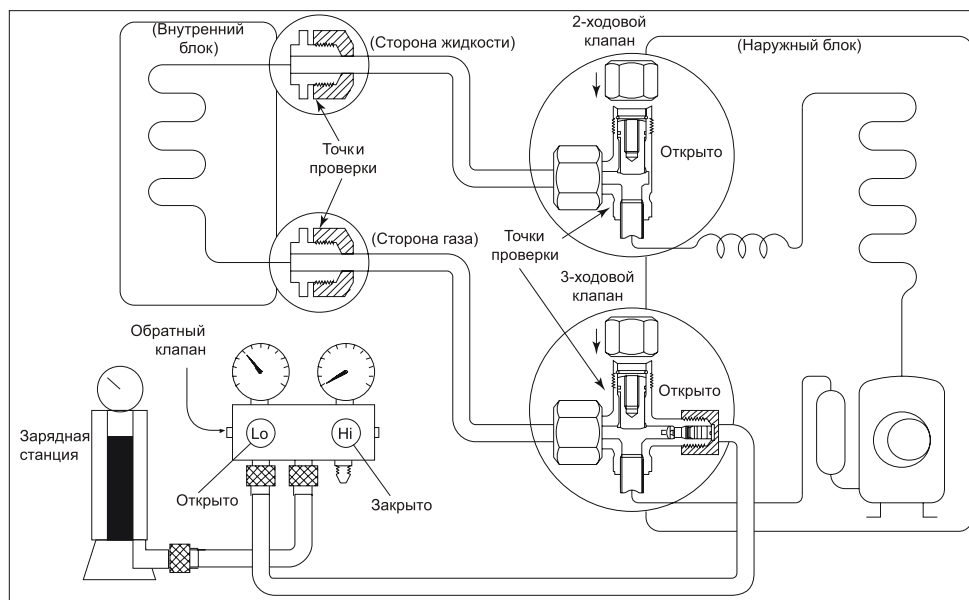 (Внутренний
блок)
(Сторона жидкости)
2-ходовой
клапан
(Наружный блок)
Точки
проверки
Открыто
(Сторона газа)
Точки
проверки
3-ходовой
клапан
Обратный
клапан
Открыто
Зарядная
станция
Lo
Hi
Открыто
Закрыто